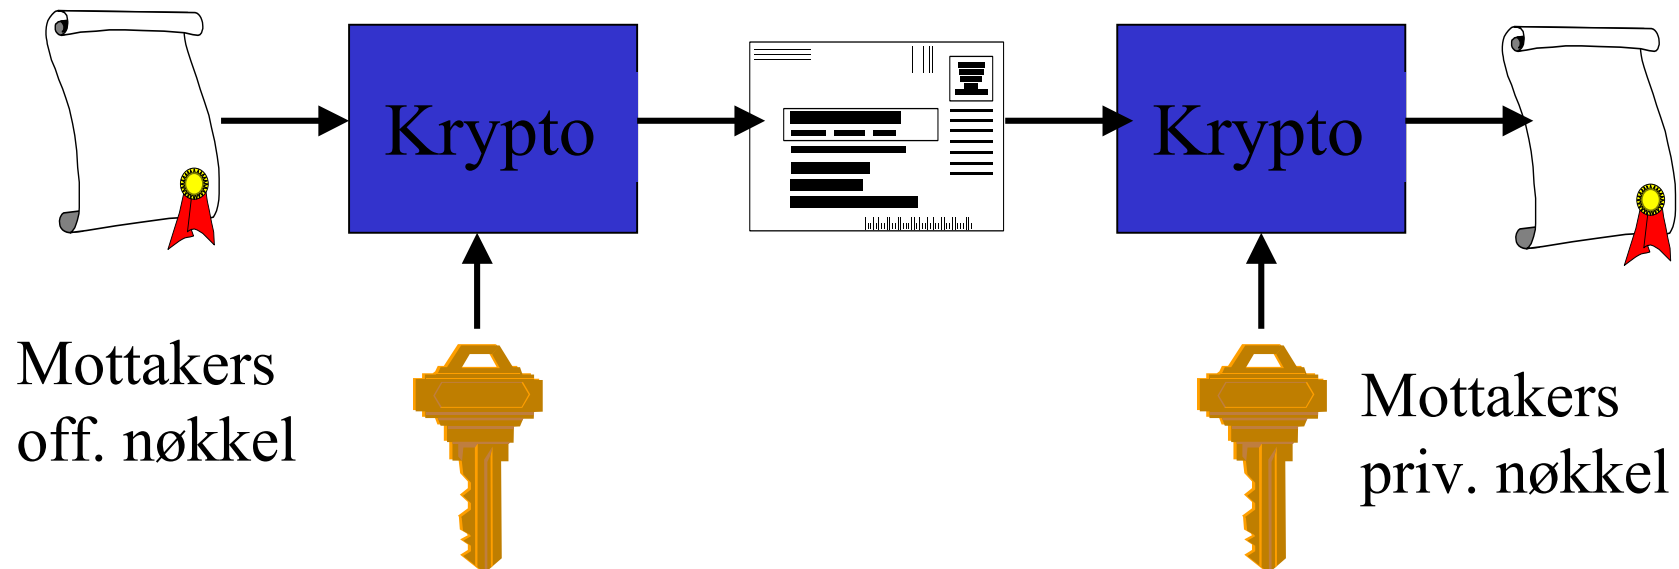 Krypto
Krypto
Mottakers
off. nøkkel
Mottakers
priv. nøkkel